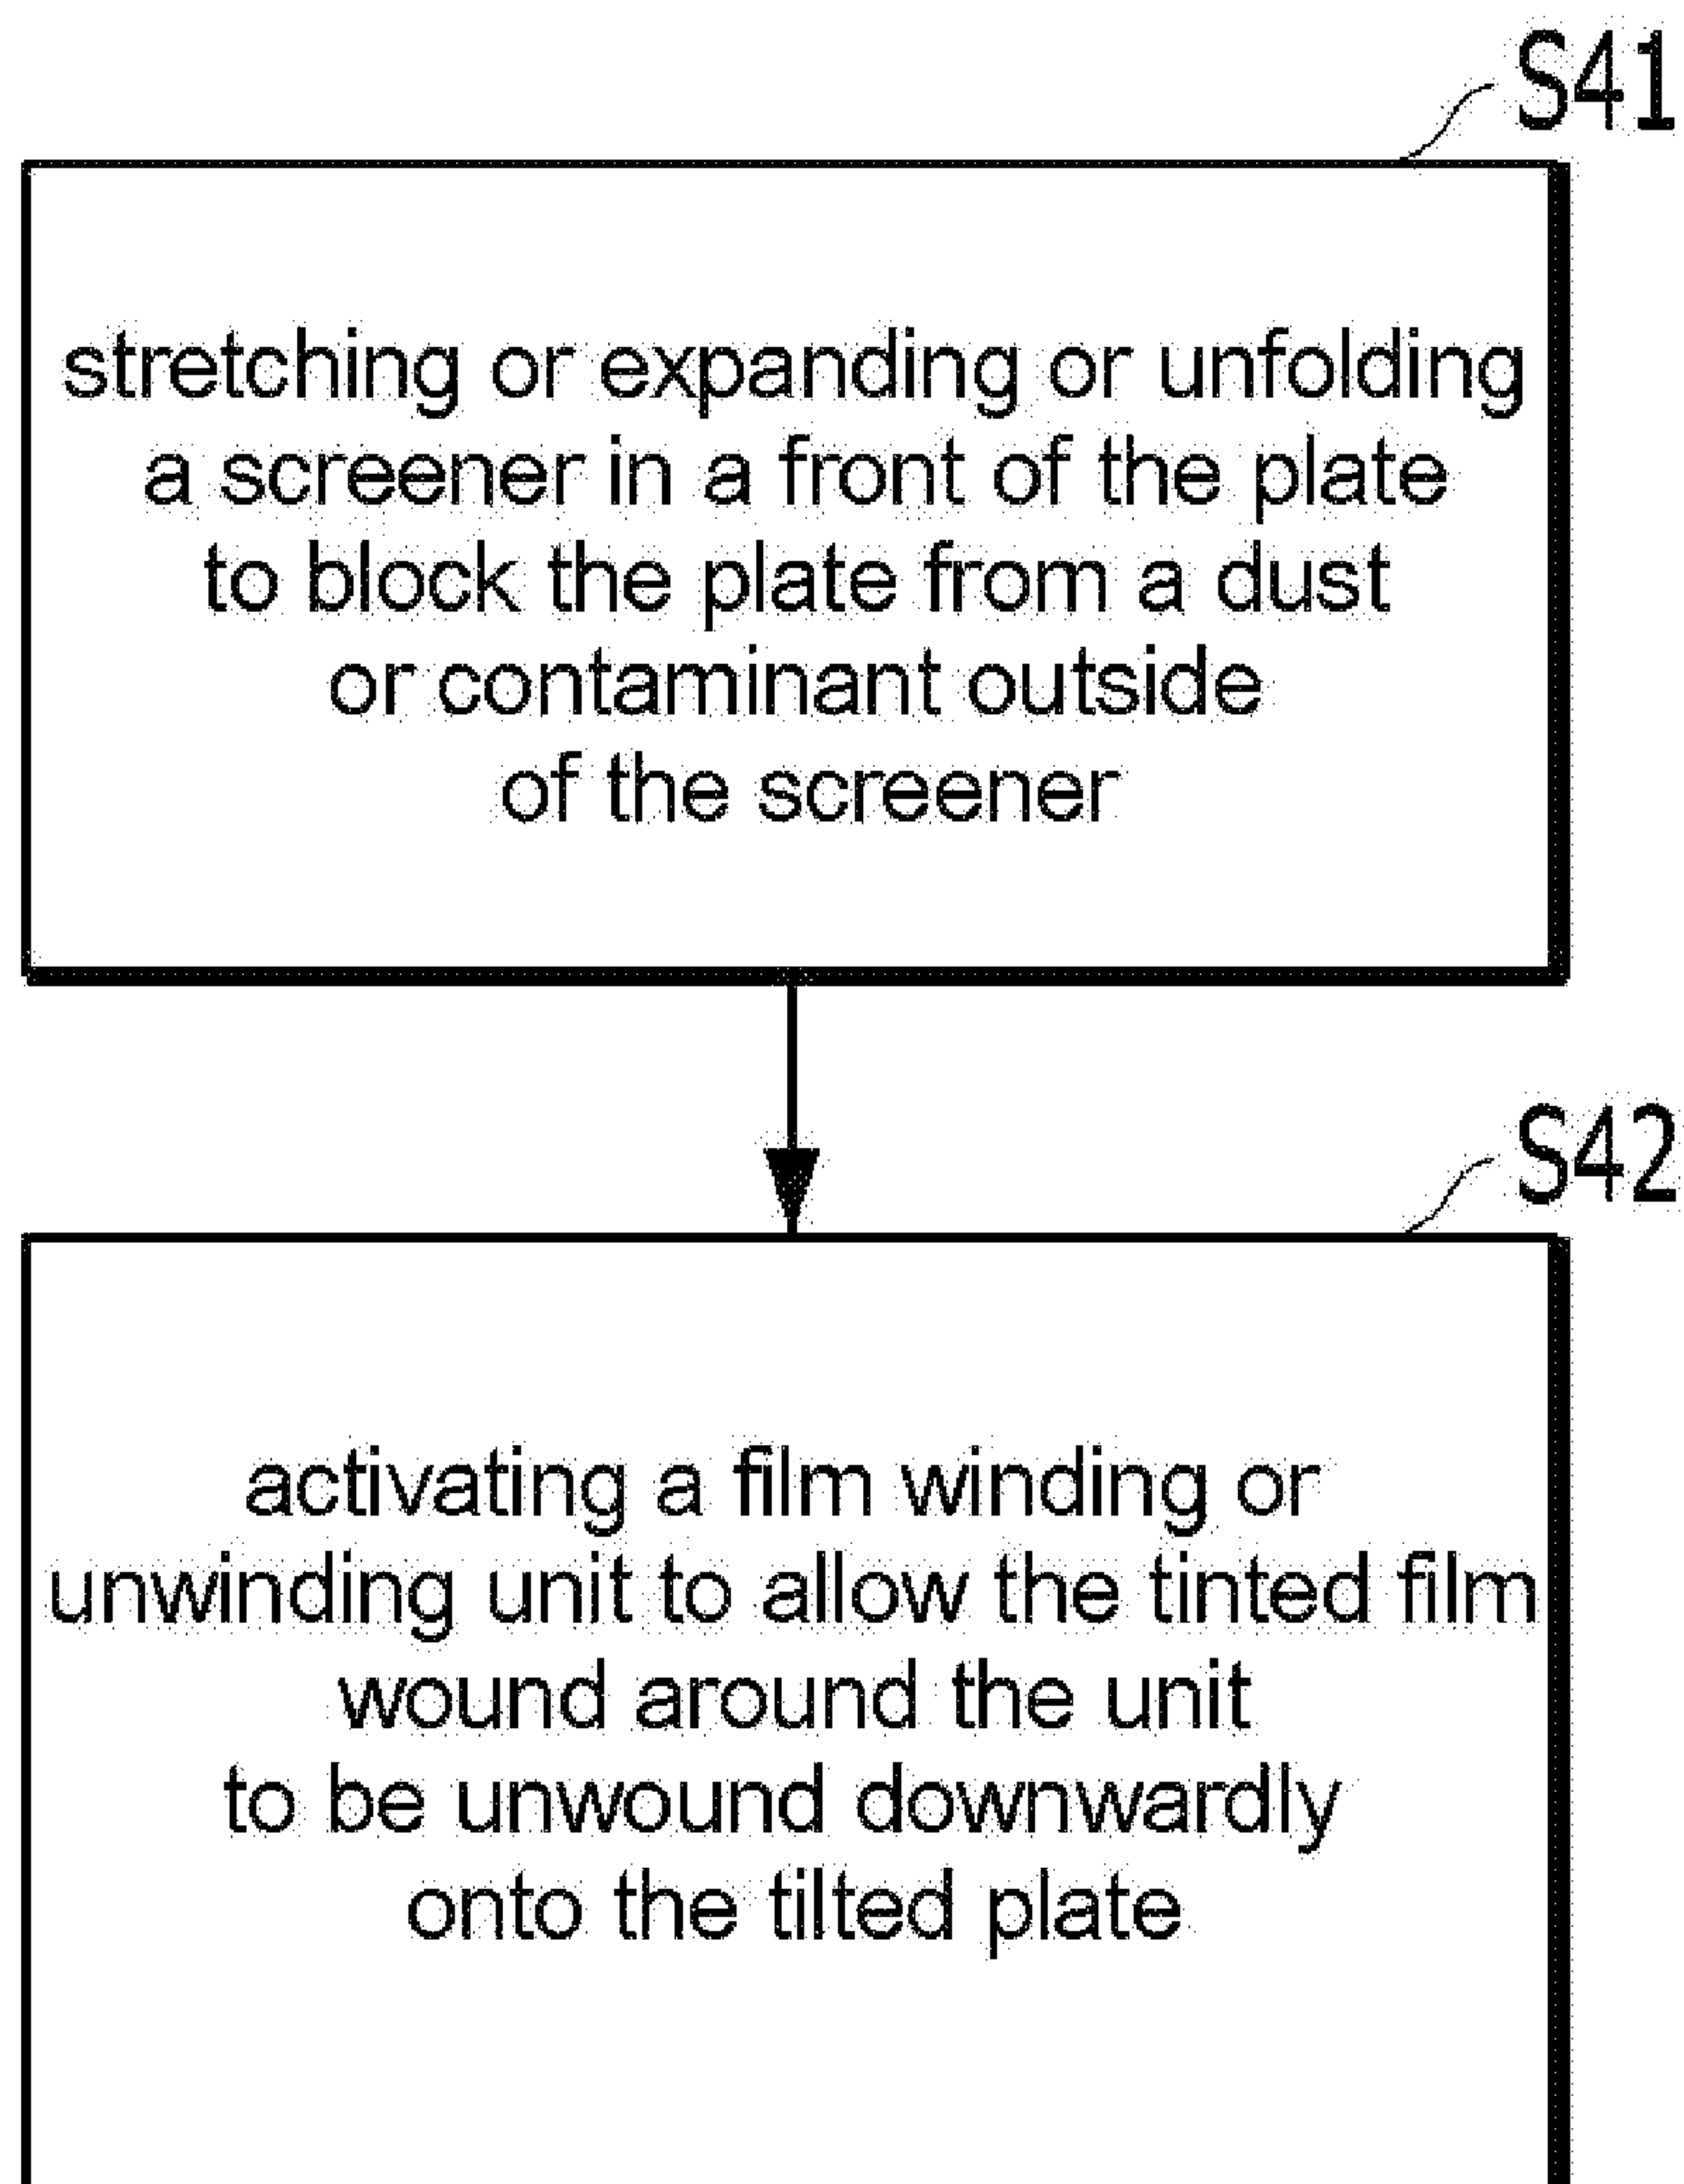 S41
stretching or expanding or unfolding
a screener in a front of the plate
to block the plate from a dust
or contaminant outside
of the screener
S42
activating a film winding or
unwinding unit to allow the tinted film
wound around the unit
to be unwound downwardly
onto the tilted plate